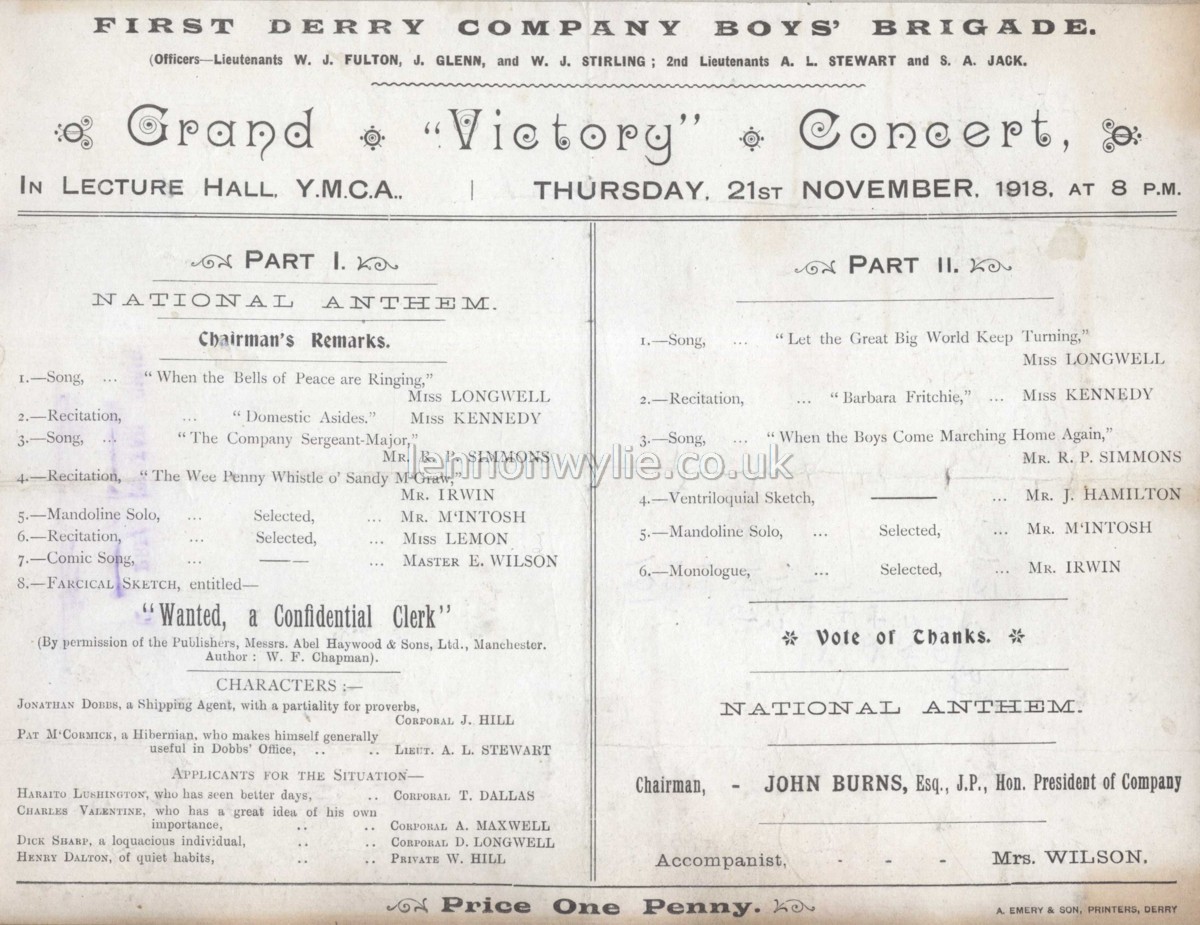 FIRST DERRY COMPANY BOYS' BRIGADE.
(Officers—Lieutenants W. J. FULTON, J. GLENN, and W. J. STIRLING; 2nd Lieutenants A. L. STEWART and S. A. JACK.
Grand "Victory" Concert,
IN LECTURE HALL, Y.M.C.A., | THURSDAY, 21ST NOVEMBER, 1918, AT 8 P.M.
PART I.
NATIONAL ANTHEM.
Chairman's Remarks.
1.—Song, ... "When the Bells of Peace are Ringing,"
MISS LONGWELL
2.—Recitation, ... "Domestic Asides." MISS KENNEDY
3.—Song, ... "The Company Sergeant-Major,"
MR. R. P. SIMMONS
4.—Recitation, "The Wee Penny Whistle o' Sandy M'Graw,"
MR. IRWIN
5.—Mandoline Solo, ... Selected, ... MR. M'INTOSH
6.—Recitation, ... Selected, ... MISS LEMON
7.—Comic Song, ... —— ... MASTER E. WILSON
8.—FARCICAL SKETCH, entitled—
"Wanted, a Confidential Clerk"
(By permission of the Publishers, Messrs. Abel Haywood & Sons, Ltd., Manchester.
Author : W. F. Chapman).
CHARACTERS :—
JONATHAN DOBBS, a Shipping Agent, with a partiality for proverbs,
CORPORAL J. HILL
PAT M'CORMICK, a Hibernian, who makes himself generally
useful in Dobbs' Office, .. .. LIEUT. A. L. STEWART
APPLICANTS FOR THE SITUATION—
HARAITO LUSHINGTON, who has seen better days, .. CORPORAL T. DALLAS
CHARLES VALENTINE, who has a great idea of his own
importance, .. .. CORPORAL A. MAXWELL
DICK SHARP, a loquacious individual, .. .. CORPORAL D. LONGWELL
HENRY DALTON, of quiet habits, .. .. PRIVATE W. HILL
PART II.
1.—Song, ... "Let the Great Big World Keep Turning,"
MISS LONGWELL
2.—Recitation, ... "Barbara Fritchie," ... MISS KENNEDY
3.—Song, ... "When the Boys Come Marching Home Again,"
MR. R. P. SIMMONS
4.—Ventriloquial Sketch, —— ... MR. J. HAMILTON
5.—Mandoline Solo, ... Selected, ... MR. M'INTOSH
6.—Monologue, ... Selected, ... MR. IRWIN
Vote of Thanks.
NATIONAL ANTHEM.
Chairman, - JOHN BURNS, Esq., J.P., Hon. President of Company
Accompanist, - - - MRS. WILSON.
Price One Penny.
A. EMERY & SON, PRINTERS, DERRY
lennonwylie.co.uk